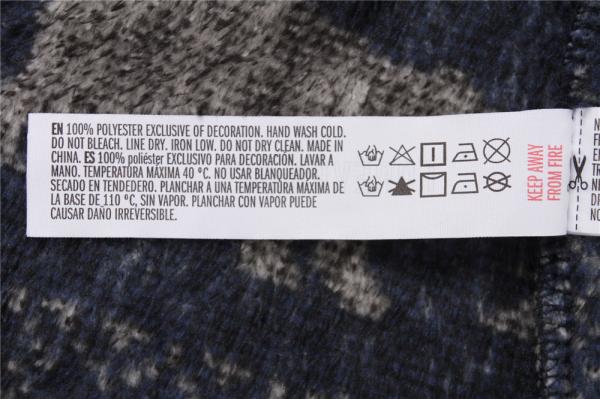 EN 100% POLYESTER EXCLUSIVE OF DECORATION. HAND WASH COLD.
DO NOT BLEACH. LINE DRY. IRON LOW. DO NOT DRY CLEAN. MADE IN
CHINA. ES 100% poliéster EXCLUSIVO PARA DECORACIÓN. LAVAR A
MANO. TEMPERATURA MÁXIMA 40 °C. NO USAR BLANQUEADOR.
SECADO EN TENDEDERO. PLANCHAR A UNA TEMPERATURA MÁXIMA DE
LA BASE DE 110 °C, SIN VAPOR. PLANCHAR CON VAPOR PUEDE
CAUSAR DAÑO IRREVERSIBLE.
KEEP AWAY
FROM FIRE